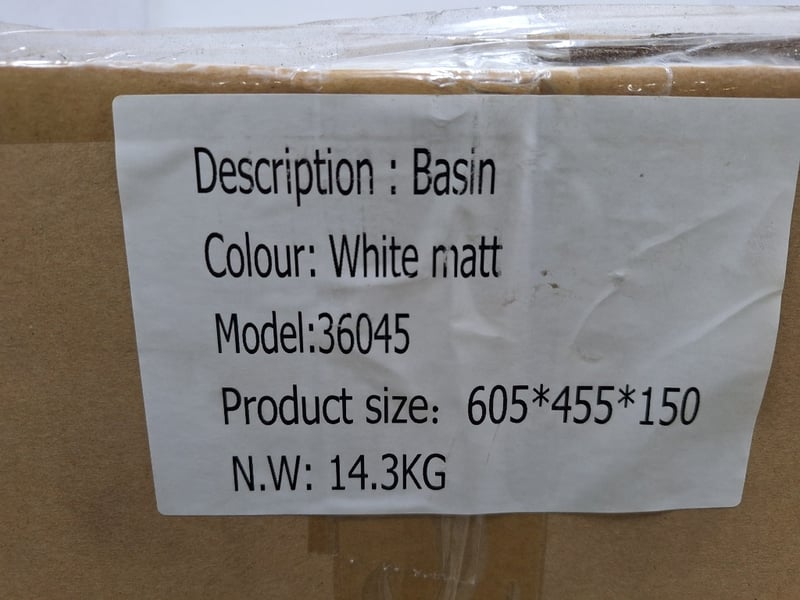 Description : Basin
Colour: White matt
Model:36045
Product size: 605*455*150
N.W: 14.3KG